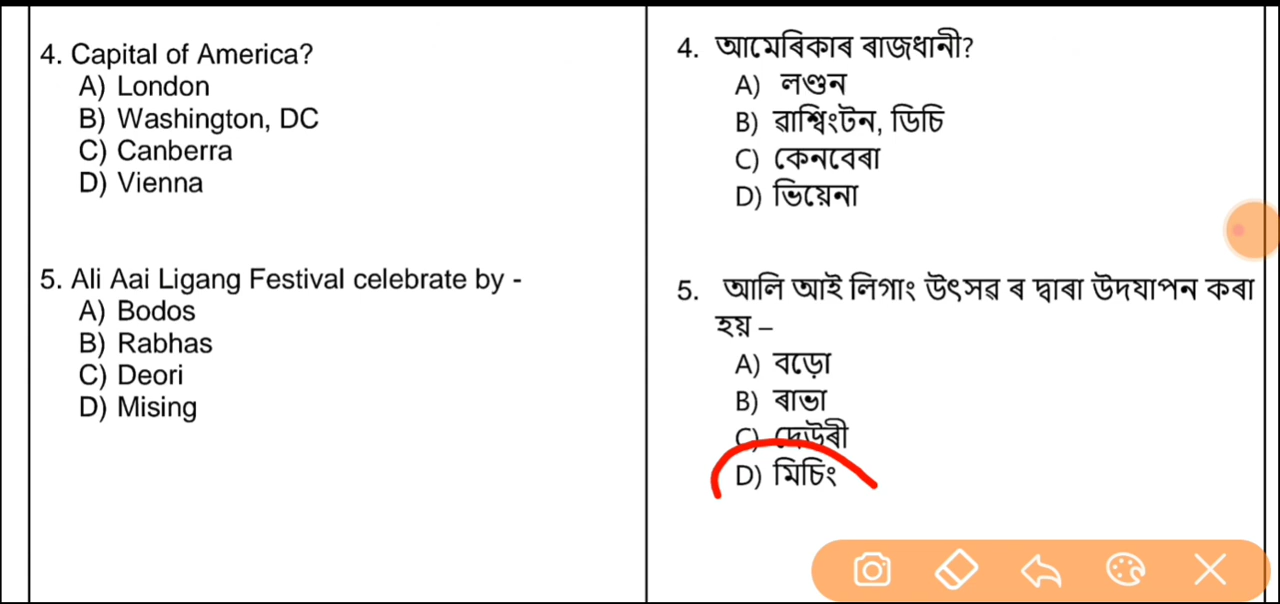 4. Capital of America?
A) London
B) Washington, DC
C) Canberra
D) Vienna
5. Ali Aai Ligang Festival celebrate by -
A) Bodos
B) Rabhas
C) Deori
D) Mising
4. আমেৰিকাৰ ৰাজধানী?
A) লণ্ডন
B) ৱাশ্বিংটন, ডিচি
C) কেনবেৰা
D) ভিয়েনা
5. আলি আই লিগাং উৎসৱ ৰ দ্বাৰা উদযাপন কৰা
হয় –
A) বড়ো
B) ৰাভা
C) দেউৰী
D) মিচিং